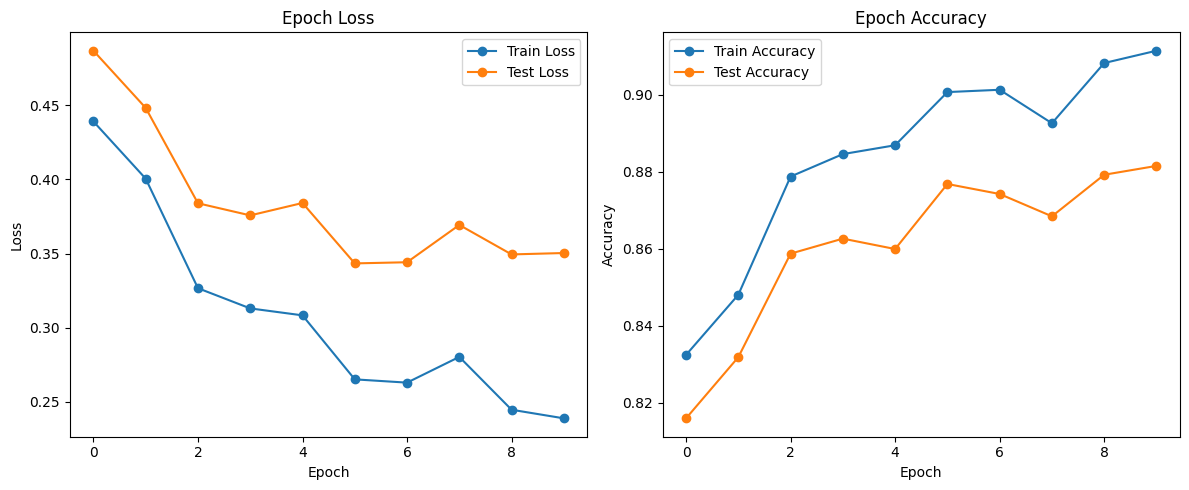 Epoch Loss
Train Loss
Test Loss
0.45
0.40
0.35
0.30
0.25
Loss
0 2 4 6 8
Epoch
Epoch Accuracy
Train Accuracy
Test Accuracy
0.90
0.88
0.86
0.84
0.82
Accuracy
0 2 4 6 8
Epoch